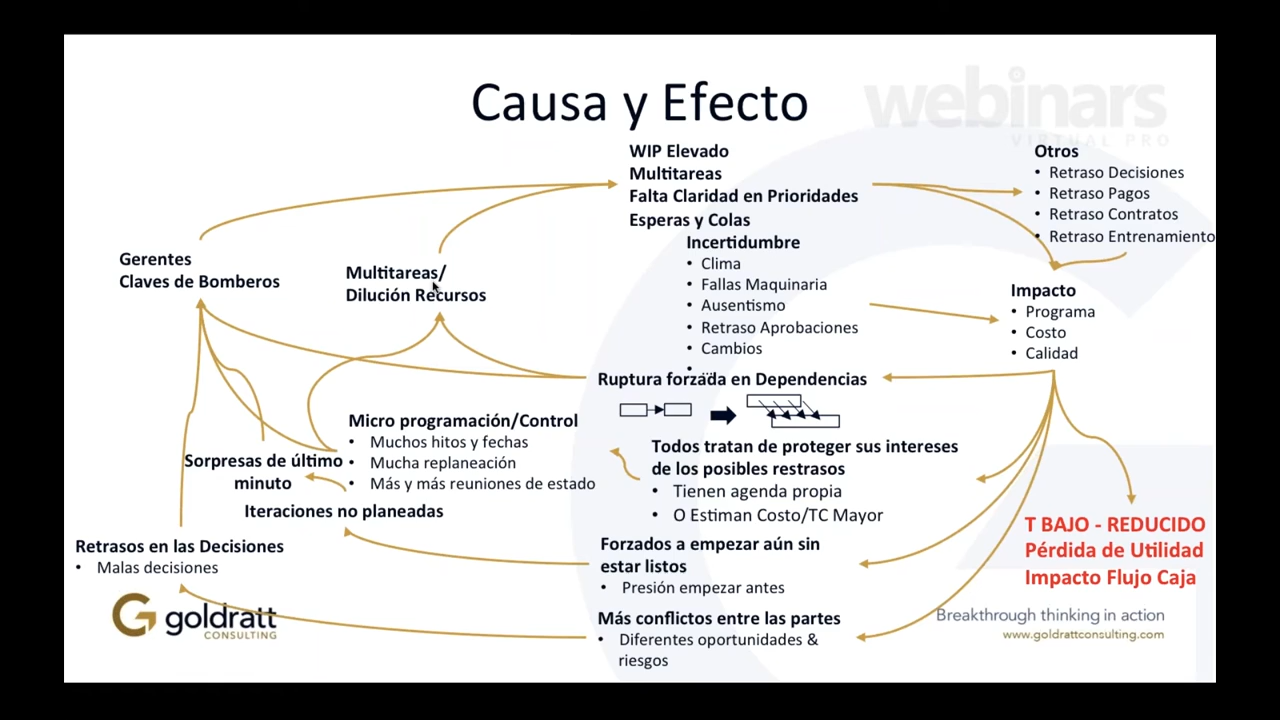 Causa y Efecto
webinars
VIRTUAL PRO
WIP Elevado
Multitareas
Falta Claridad en Prioridades
Esperas y Colas
Incertidumbre
• Clima
• Fallas Maquinaria
• Ausentismo
• Retraso Aprobaciones
• Cambios
• ...
Otros
• Retraso Decisiones
• Retraso Pagos
• Retraso Contratos
• Retraso Entrenamiento
Gerentes
Claves de Bomberos
Multitareas/
Dilución Recursos
Impacto
• Programa
• Costo
• Calidad
Ruptura forzada en Dependencias
Micro programación/Control
• Muchos hitos y fechas
• Mucha replaneación
• Más y más reuniones de estado
Todos tratan de proteger sus intereses
de los posibles restrasos
• Tienen agenda propia
• O Estiman Costo/TC Mayor
Sorpresas de último
minuto
Iteraciones no planeadas
T BAJO - REDUCIDO
Pérdida de Utilidad
Impacto Flujo Caja
Retrasos en las Decisiones
• Malas decisiones
Forzados a empezar aún sin
estar listos
• Presión empezar antes
Más conflictos entre las partes
• Diferentes oportunidades &
riesgos
goldratt
CONSULTING
Breakthrough thinking in action
www.goldrattconsulting.com